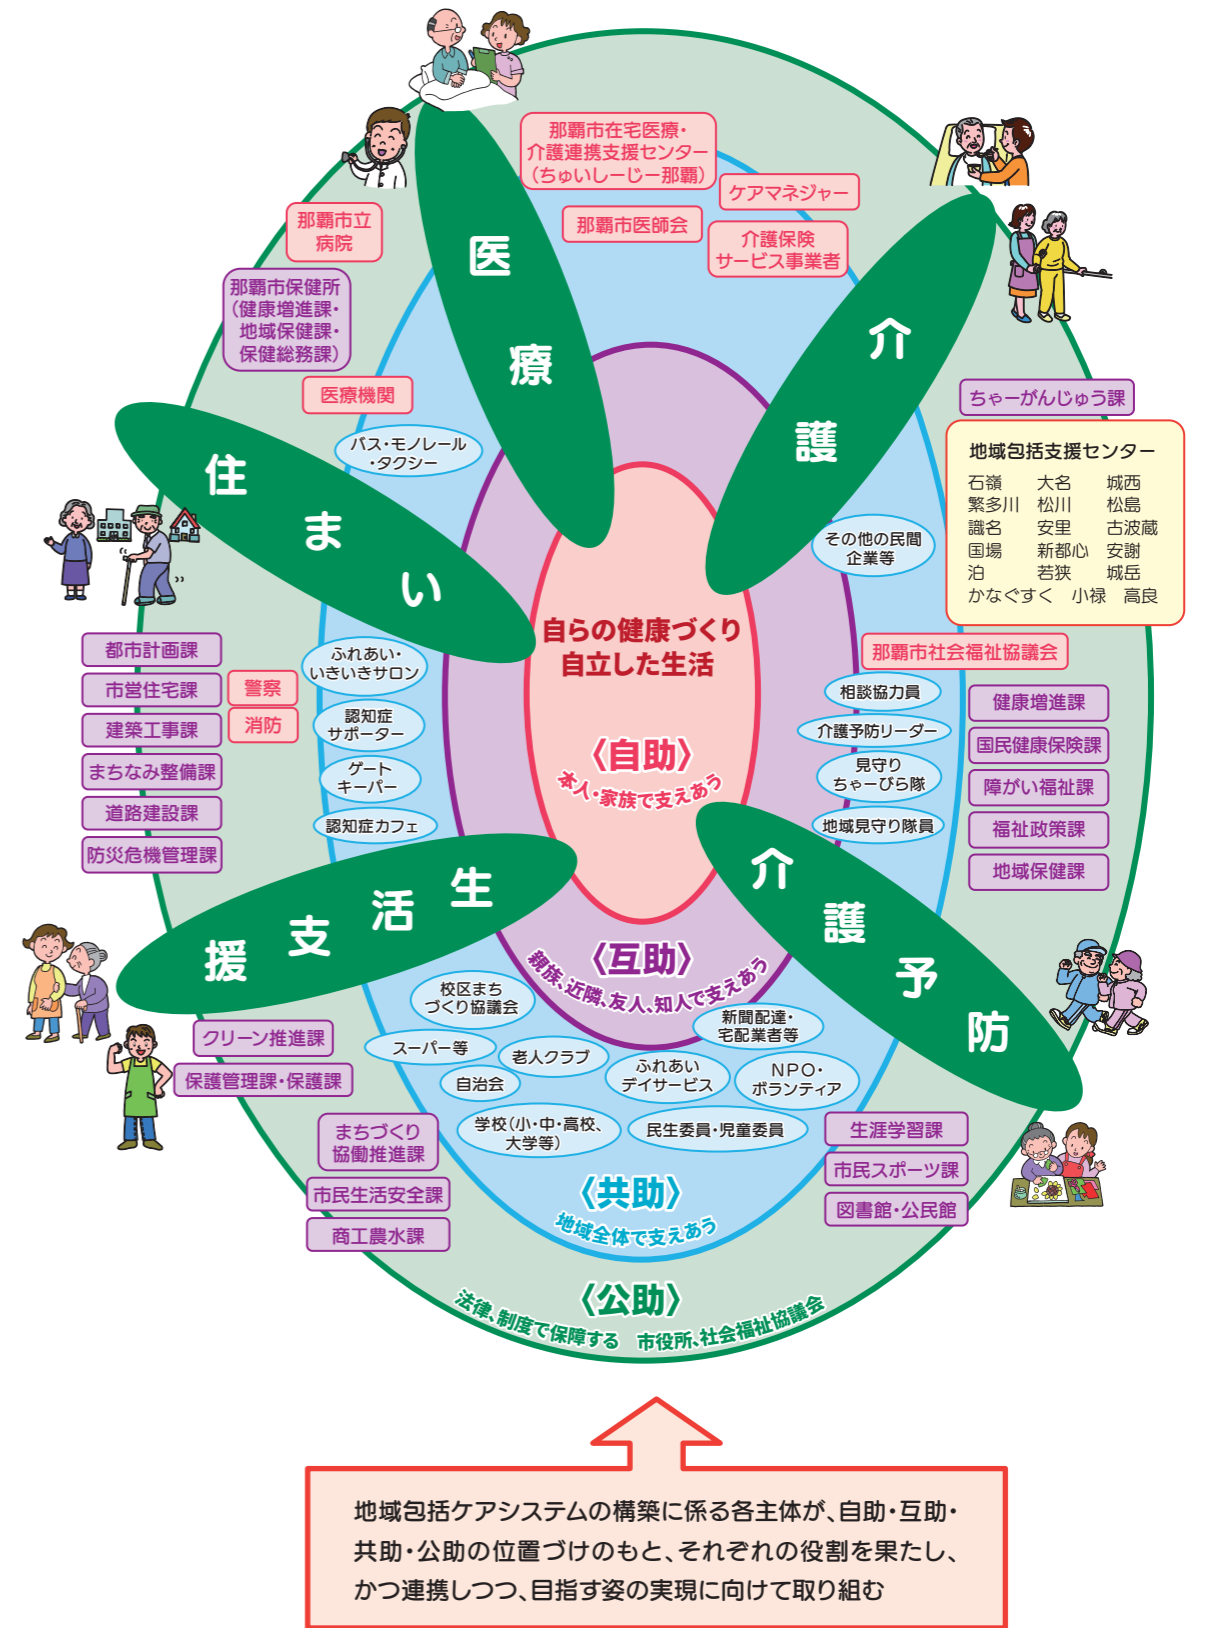 那覇市在宅医療・
介護連携支援センター
（ちゅいしーじー那覇）
ケアマネジャー
那覇市医師会
介護保険
サービス事業者
那覇市立
病院
那覇市保健所
（健康増進課・
地域保健課・
保健総務課）
医療機関
バス・モノレール
・タクシー
医療
介護
住まい
ちゃーがんじゅう課
地域包括支援センター
石嶺　大名　城西
繁多川　松川　松島
識名　安里　古波蔵
国場　新都心　安謝
泊　若狭　城岳
かなぐすく　小禄　高良
その他の民間
企業等
那覇市社会福祉協議会
自らの健康づくり
自立した生活
〈自助〉
本人・家族で支えあう
都市計画課
市営住宅課
建築工事課
まちなみ整備課
道路建設課
防災危機管理課
警察
消防
ふれあい・
いきいきサロン
認知症
サポーター
ゲート
キーパー
認知症カフェ
相談協力員
介護予防リーダー
見守り
ちゃーびら隊
地域見守り隊員
健康増進課
国民健康保険課
障がい福祉課
福祉政策課
地域保健課
生活支援
介護予防
〈互助〉
親族、近隣、友人、知人で支えあう
校区まち
づくり協議会
スーパー等
老人クラブ
自治会
新聞配達・
宅配業者等
ふれあい
デイサービス
NPO・
ボランティア
学校（小・中・高校、
大学等）
民生委員・児童委員
クリーン推進課
保護管理課・保護課
まちづくり
協働推進課
市民生活安全課
商工農水課
生涯学習課
市民スポーツ課
図書館・公民館
〈共助〉
地域全体で支えあう
〈公助〉
法律、制度で保障する　市役所、社会福祉協議会
地域包括ケアシステムの構築に係る各主体が、自助・互助・
共助・公助の位置づけのもと、それぞれの役割を果たし、
かつ連携しつつ、目指す姿の実現に向けて取り組む